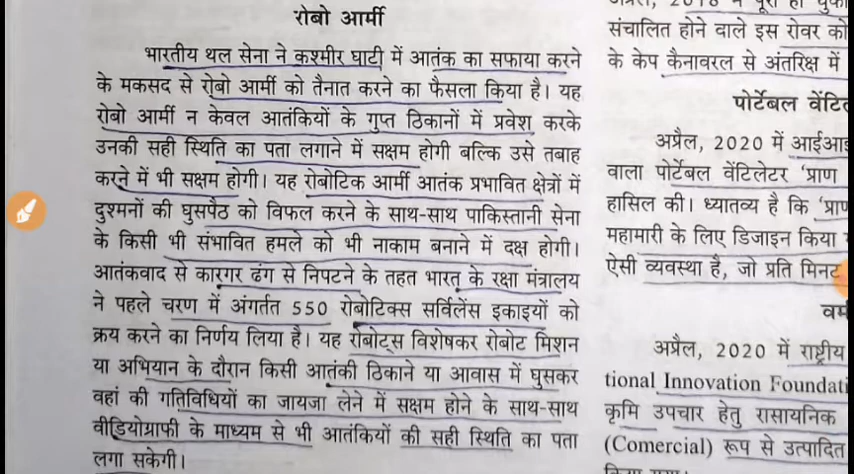 रोबो आर्मी
भारतीय थल सेना ने कश्मीर घाटी में आतंक का सफाया करने
के मकसद से रोबो आर्मी को तैनात करने का फैसला किया है। यह
रोबो आर्मी न केवल आतंकियों के गुप्त ठिकानों में प्रवेश करके
उनकी सही स्थिति का पता लगाने में सक्षम होगी बल्कि उसे तबाह
करने में भी सक्षम होगी। यह रोबोटिक आर्मी आतंक प्रभावित क्षेत्रों में
दुश्मनों की घुसपैठ को विफल करने के साथ-साथ पाकिस्तानी सेना
के किसी भी संभावित हमले को भी नाकाम बनाने में दक्ष होगी।
आतंकवाद से कारगर ढंग से निपटने के तहत भारत के रक्षा मंत्रालय
ने पहले चरण में अंगर्तत 550 रोबोटिक्स सर्विलेंस इकाइयों को
क्रय करने का निर्णय लिया है। यह रोबोट्स विशेषकर रोबोट मिशन
या अभियान के दौरान किसी आतंकी ठिकाने या आवास में घुसकर
वहां की गतिविधियों का जायजा लेने में सक्षम होने के साथ-साथ
वीडियोग्राफी के माध्यम से भी आतंकियों की सही स्थिति का पता
लगा सकेगी।
संचालित होने वाले इस रोवर को
के केप कैनावरल से अंतरिक्ष में
पोर्टेबल
अप्रैल, 2020 में
वाला पोर्टेबल वेंटिलेटर 'प्राण
हासिल की। ध्यातव्य है कि
महामारी के लिए डिजाइन किया
ऐसी व्यवस्था है, जो प्रति मिनट
अप्रैल, 2020 में राष्ट्रीय
tional Innovation
कृमि उपचार हेतु रासायनिक
(Comercial) रूप से उत्पादित